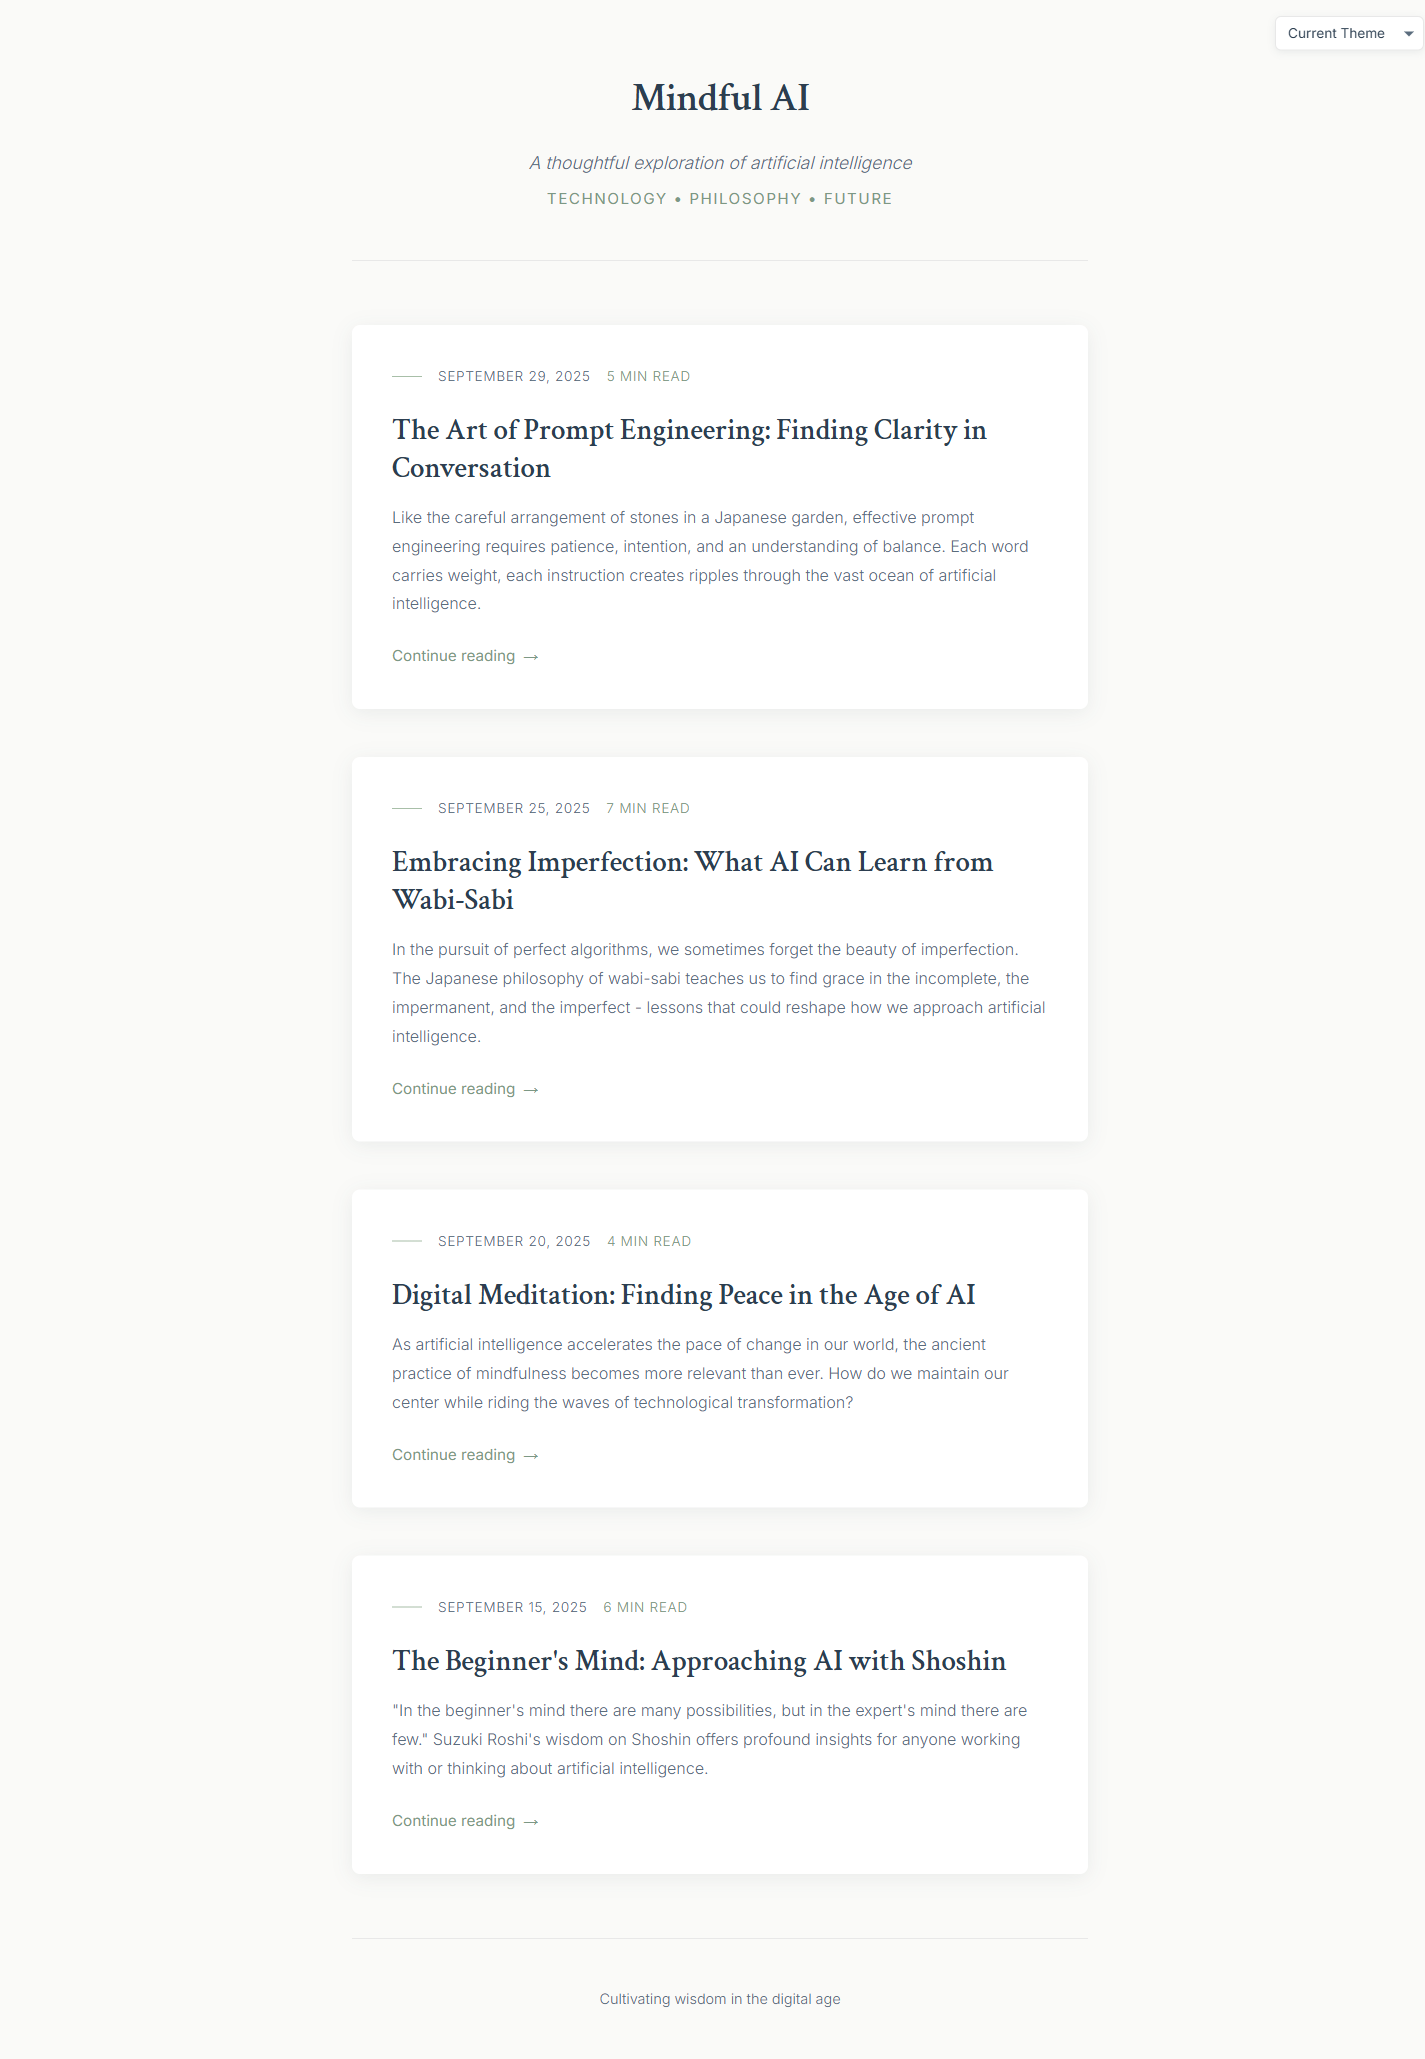 Current Theme
Mindful AI
A thoughtful exploration of artificial intelligence
TECHNOLOGY • PHILOSOPHY • FUTURE
SEPTEMBER 29, 2025 5 MIN READ
The Art of Prompt Engineering: Finding Clarity in
Conversation
Like the careful arrangement of stones in a Japanese garden, effective prompt
engineering requires patience, intention, and an understanding of balance. Each word
carries weight, each instruction creates ripples through the vast ocean of artificial
intelligence.
Continue reading →
SEPTEMBER 25, 2025 7 MIN READ
Embracing Imperfection: What AI Can Learn from
Wabi-Sabi
In the pursuit of perfect algorithms, we sometimes forget the beauty of imperfection.
The Japanese philosophy of wabi-sabi teaches us to find grace in the incomplete, the
impermanent, and the imperfect - lessons that could reshape how we approach artificial
intelligence.
Continue reading →
SEPTEMBER 20, 2025 4 MIN READ
Digital Meditation: Finding Peace in the Age of AI
As artificial intelligence accelerates the pace of change in our world, the ancient
practice of mindfulness becomes more relevant than ever. How do we maintain our
center while riding the waves of technological transformation?
Continue reading →
SEPTEMBER 15, 2025 6 MIN READ
The Beginner's Mind: Approaching AI with Shoshin
"In the beginner's mind there are many possibilities, but in the expert's mind there are
few." Suzuki Roshi's wisdom on Shoshin offers profound insights for anyone working
with or thinking about artificial intelligence.
Continue reading →
Cultivating wisdom in the digital age